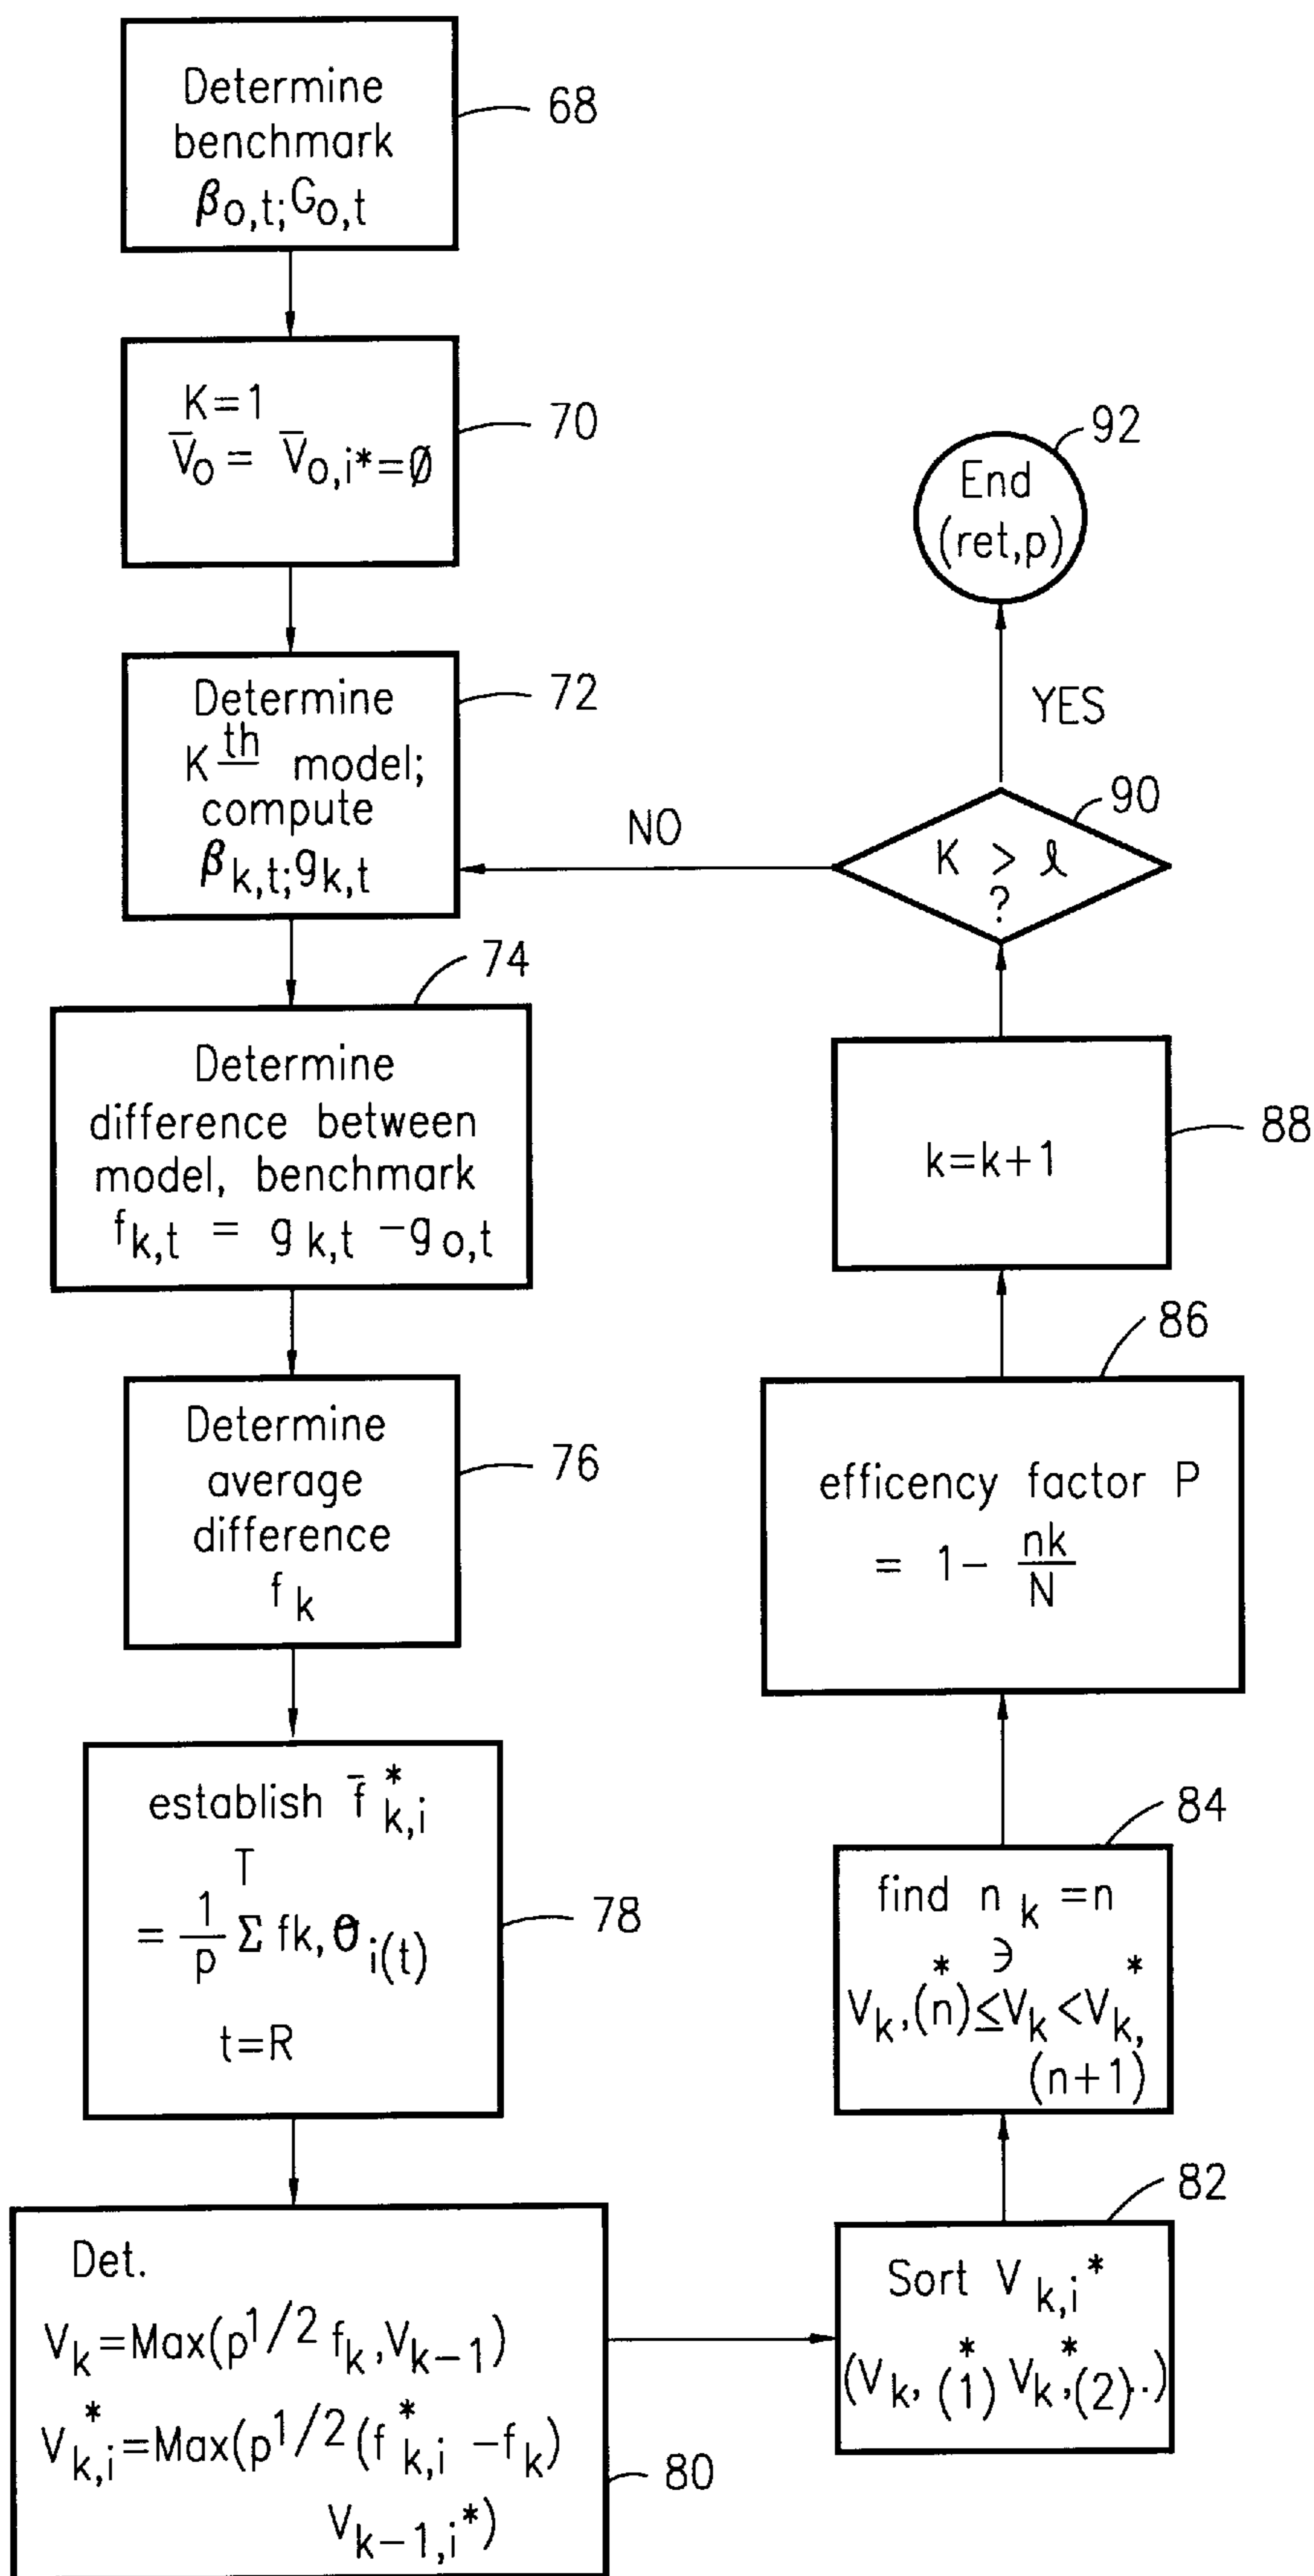 Determine
benchmark
β₀,t;G₀,t
68
K=1
V̄₀ = V̄₀,i*=∅
70
Determine
K th model;
compute
βk,t;gk,t
72
Determine
difference between
model, benchmark
fk,t = gk,t −g₀,t
74
Determine
average
difference
fk
76
establish f̄*k,i
T
= 1/p Σ fk,θi(t)
t=R
78
Det.
Vk=Max(p1/2 fk,Vk−1)
V*k,i=Max(p1/2(f*k,i −fk)
Vk−1,i*)
80
Sort Vk,i*
(Vk,(1)* Vk,*(2)..)
82
find nk =n
∋
Vk,(n)*≤Vk<Vk,*
(n+1)
84
efficency factor P
= 1− nk/N
86
k=k+1
88
K > ℓ
?
90
NO
YES
End
(ret,p)
92